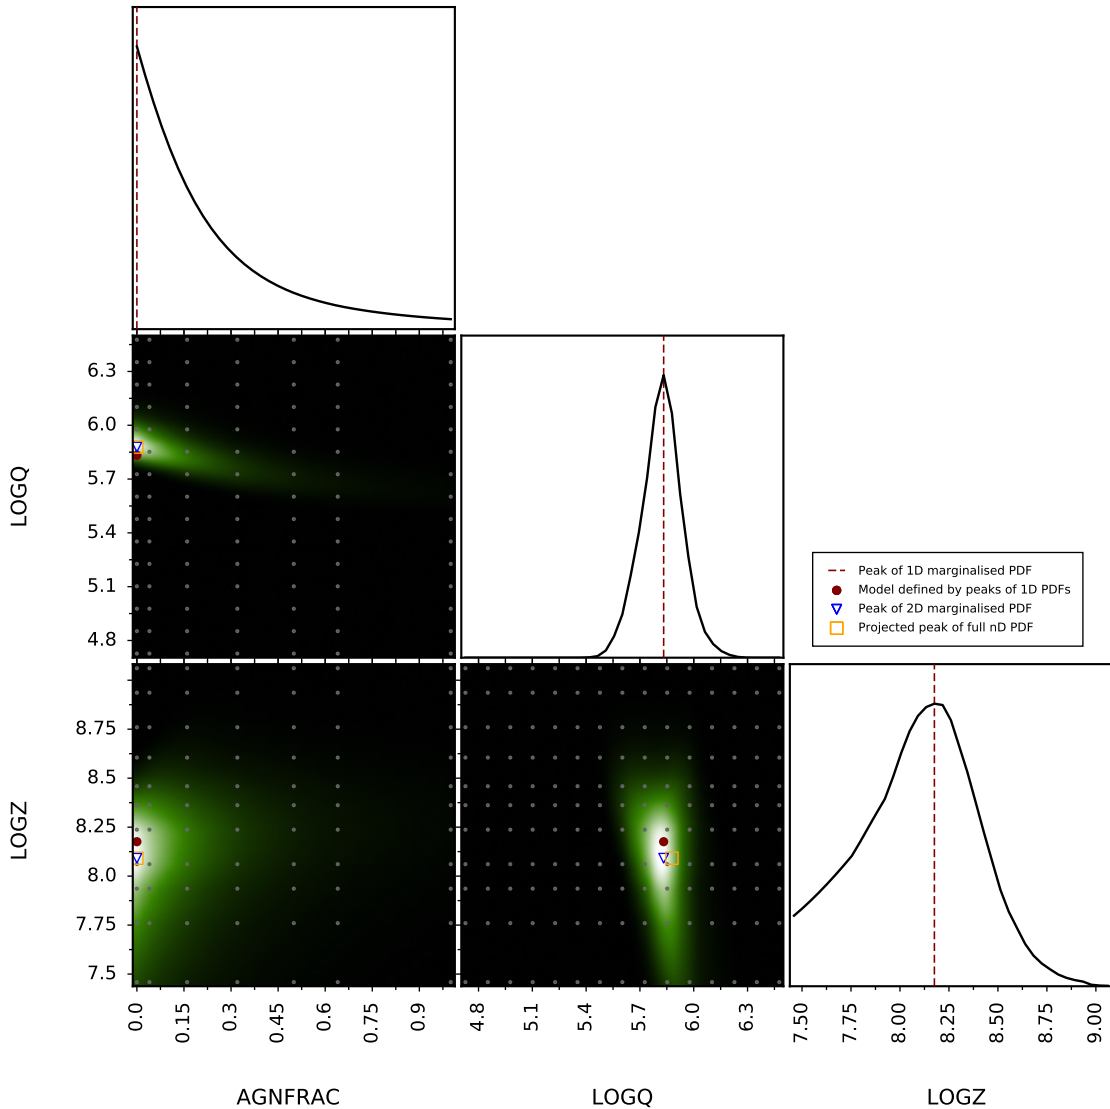 6.3
6.0
5.7
5.4
5.1
4.8
LOGQ
Peak of 1D marginalised PDF
Model defined by peaks of 1D PDFs
Peak of 2D marginalised PDF
Projected peak of full nD PDF
8.75
8.5
8.25
8.0
7.75
7.5
LOGZ
0.0 0.15 0.3 0.45 0.6 0.75 0.9
4.8 5.1 5.4 5.7 6.0 6.3
7.50 7.75 8.00 8.25 8.50 8.75 9.00
AGNFRAC LOGQ LOGZ